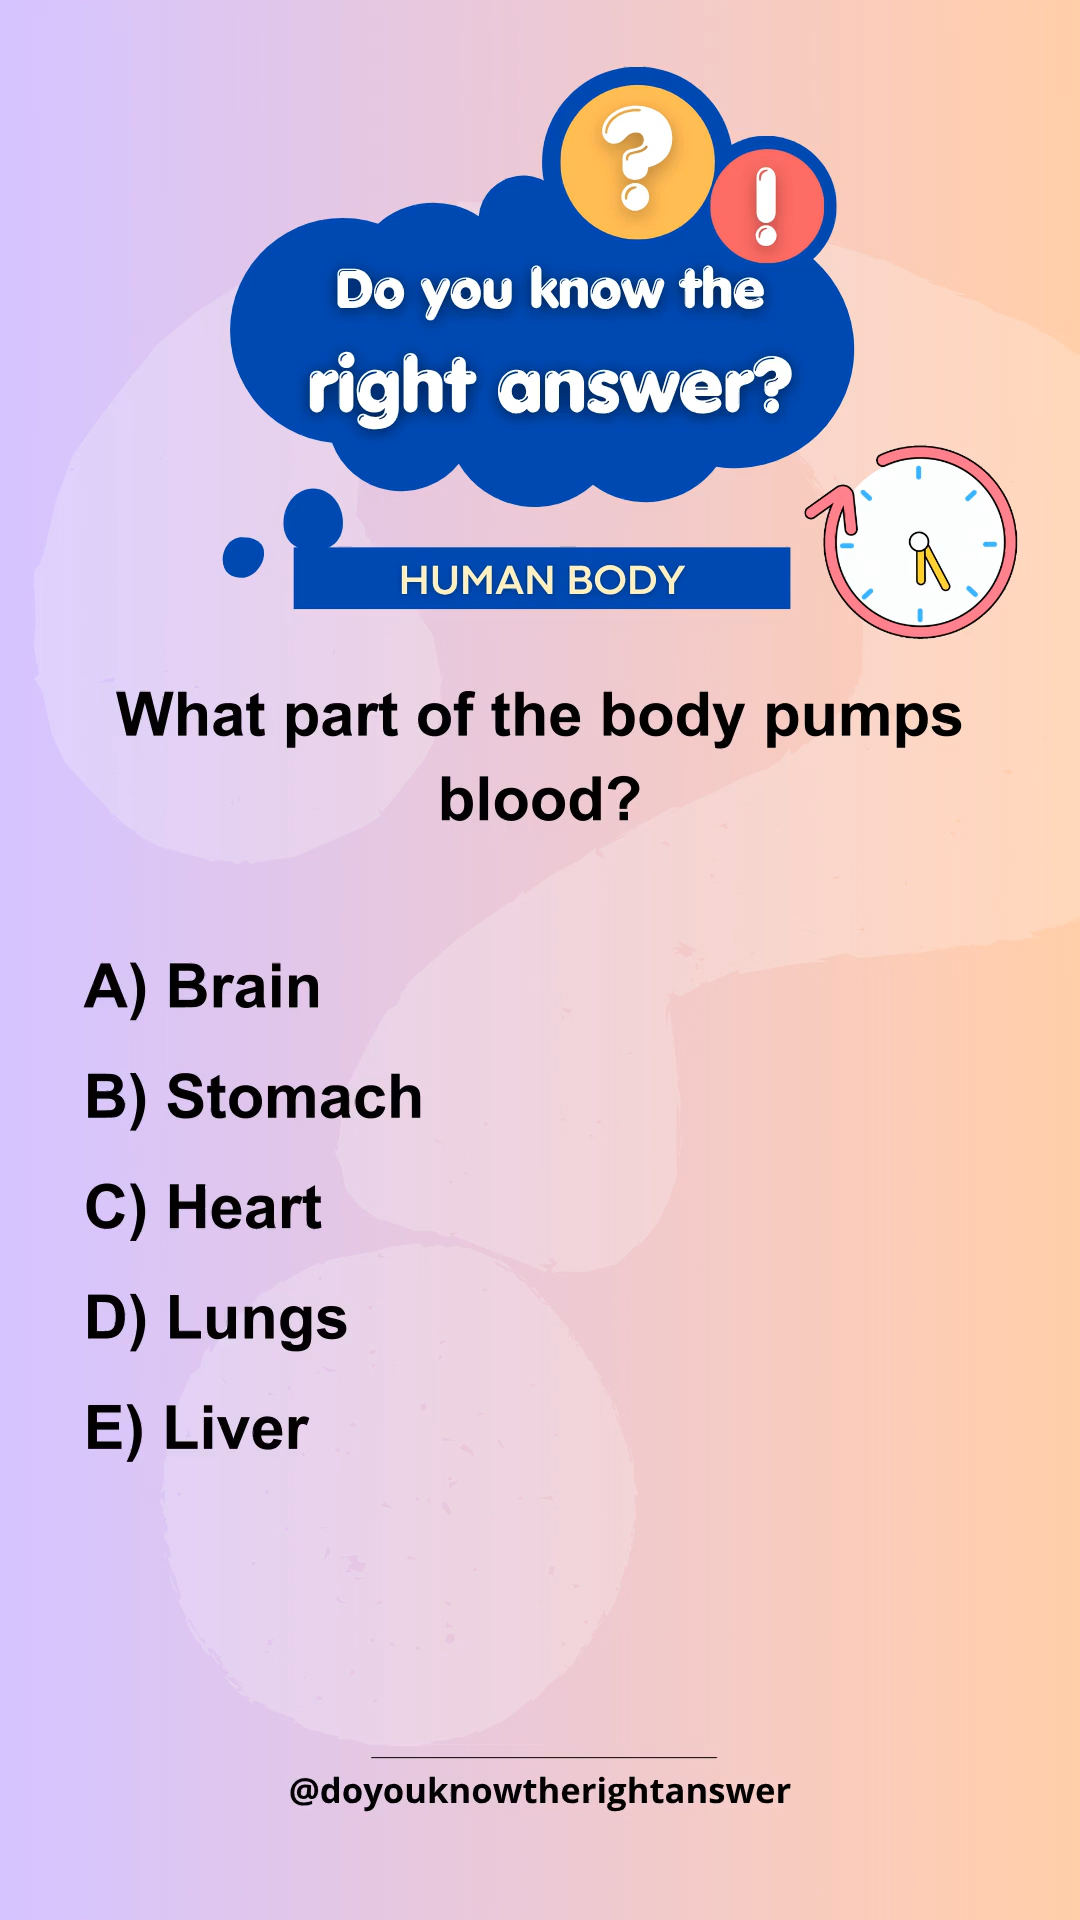 ?
!
Do you know the
right answer?
HUMAN BODY
What part of the body pumps
blood?
A) Brain
B) Stomach
C) Heart
D) Lungs
E) Liver
@doyouknowtherightanswer